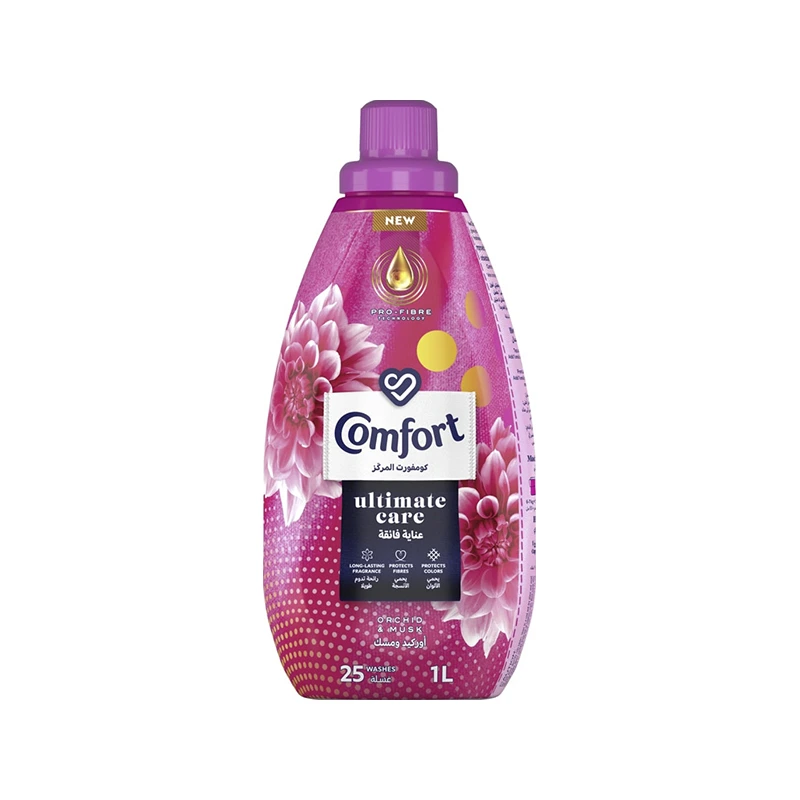 NEW
PRO-FIBRE
TECHNOLOGY
Comfort
كومفورت المركز
ultimate
care
عناية فائقة
LONG-LASTING FRAGRANCE
رائحة تدوم طويلا
PROTECTS FIBRES
يحمي الأنسجة
PROTECTS COLORS
يحمي الألوان
ORCHID
& MUSK
أوركيد ومسك
25 WASHES غسلة 1L